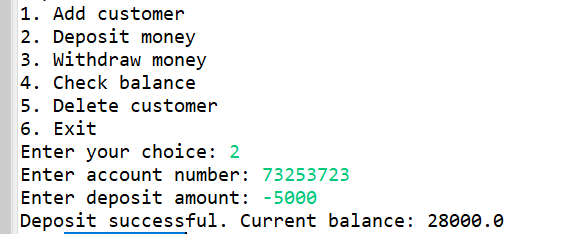 1. Add customer
2. Deposit money
3. Withdraw money
4. Check balance
5. Delete customer
6. Exit
Enter your choice: 2
Enter account number: 73253723
Enter deposit amount: -5000
Deposit successful. Current balance: 28000.0